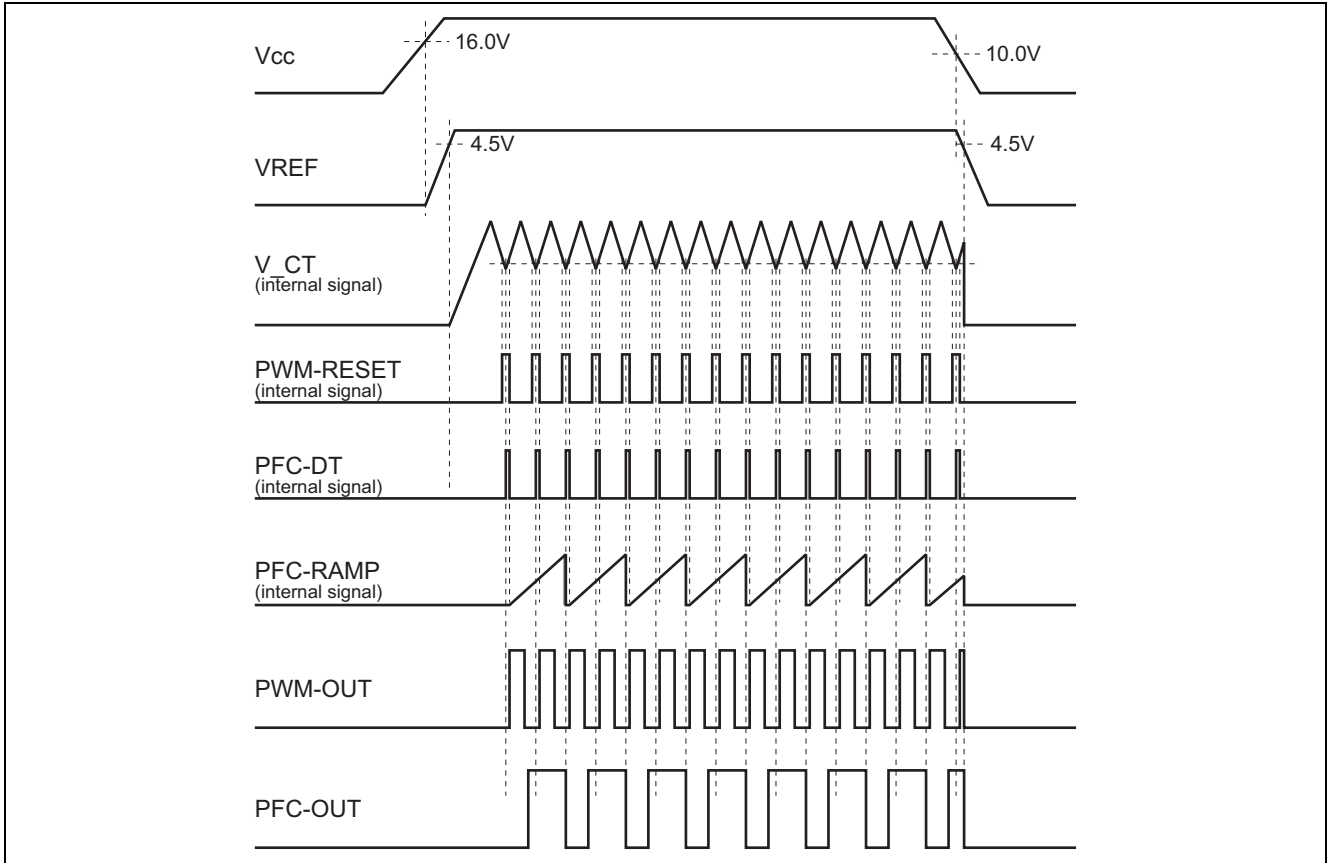 Vcc
16.0V
10.0V
VREF
4.5V
4.5V
V_CT
(internal signal)
PWM-RESET
(internal signal)
PFC-DT
(internal signal)
PFC-RAMP
(internal signal)
PWM-OUT
PFC-OUT